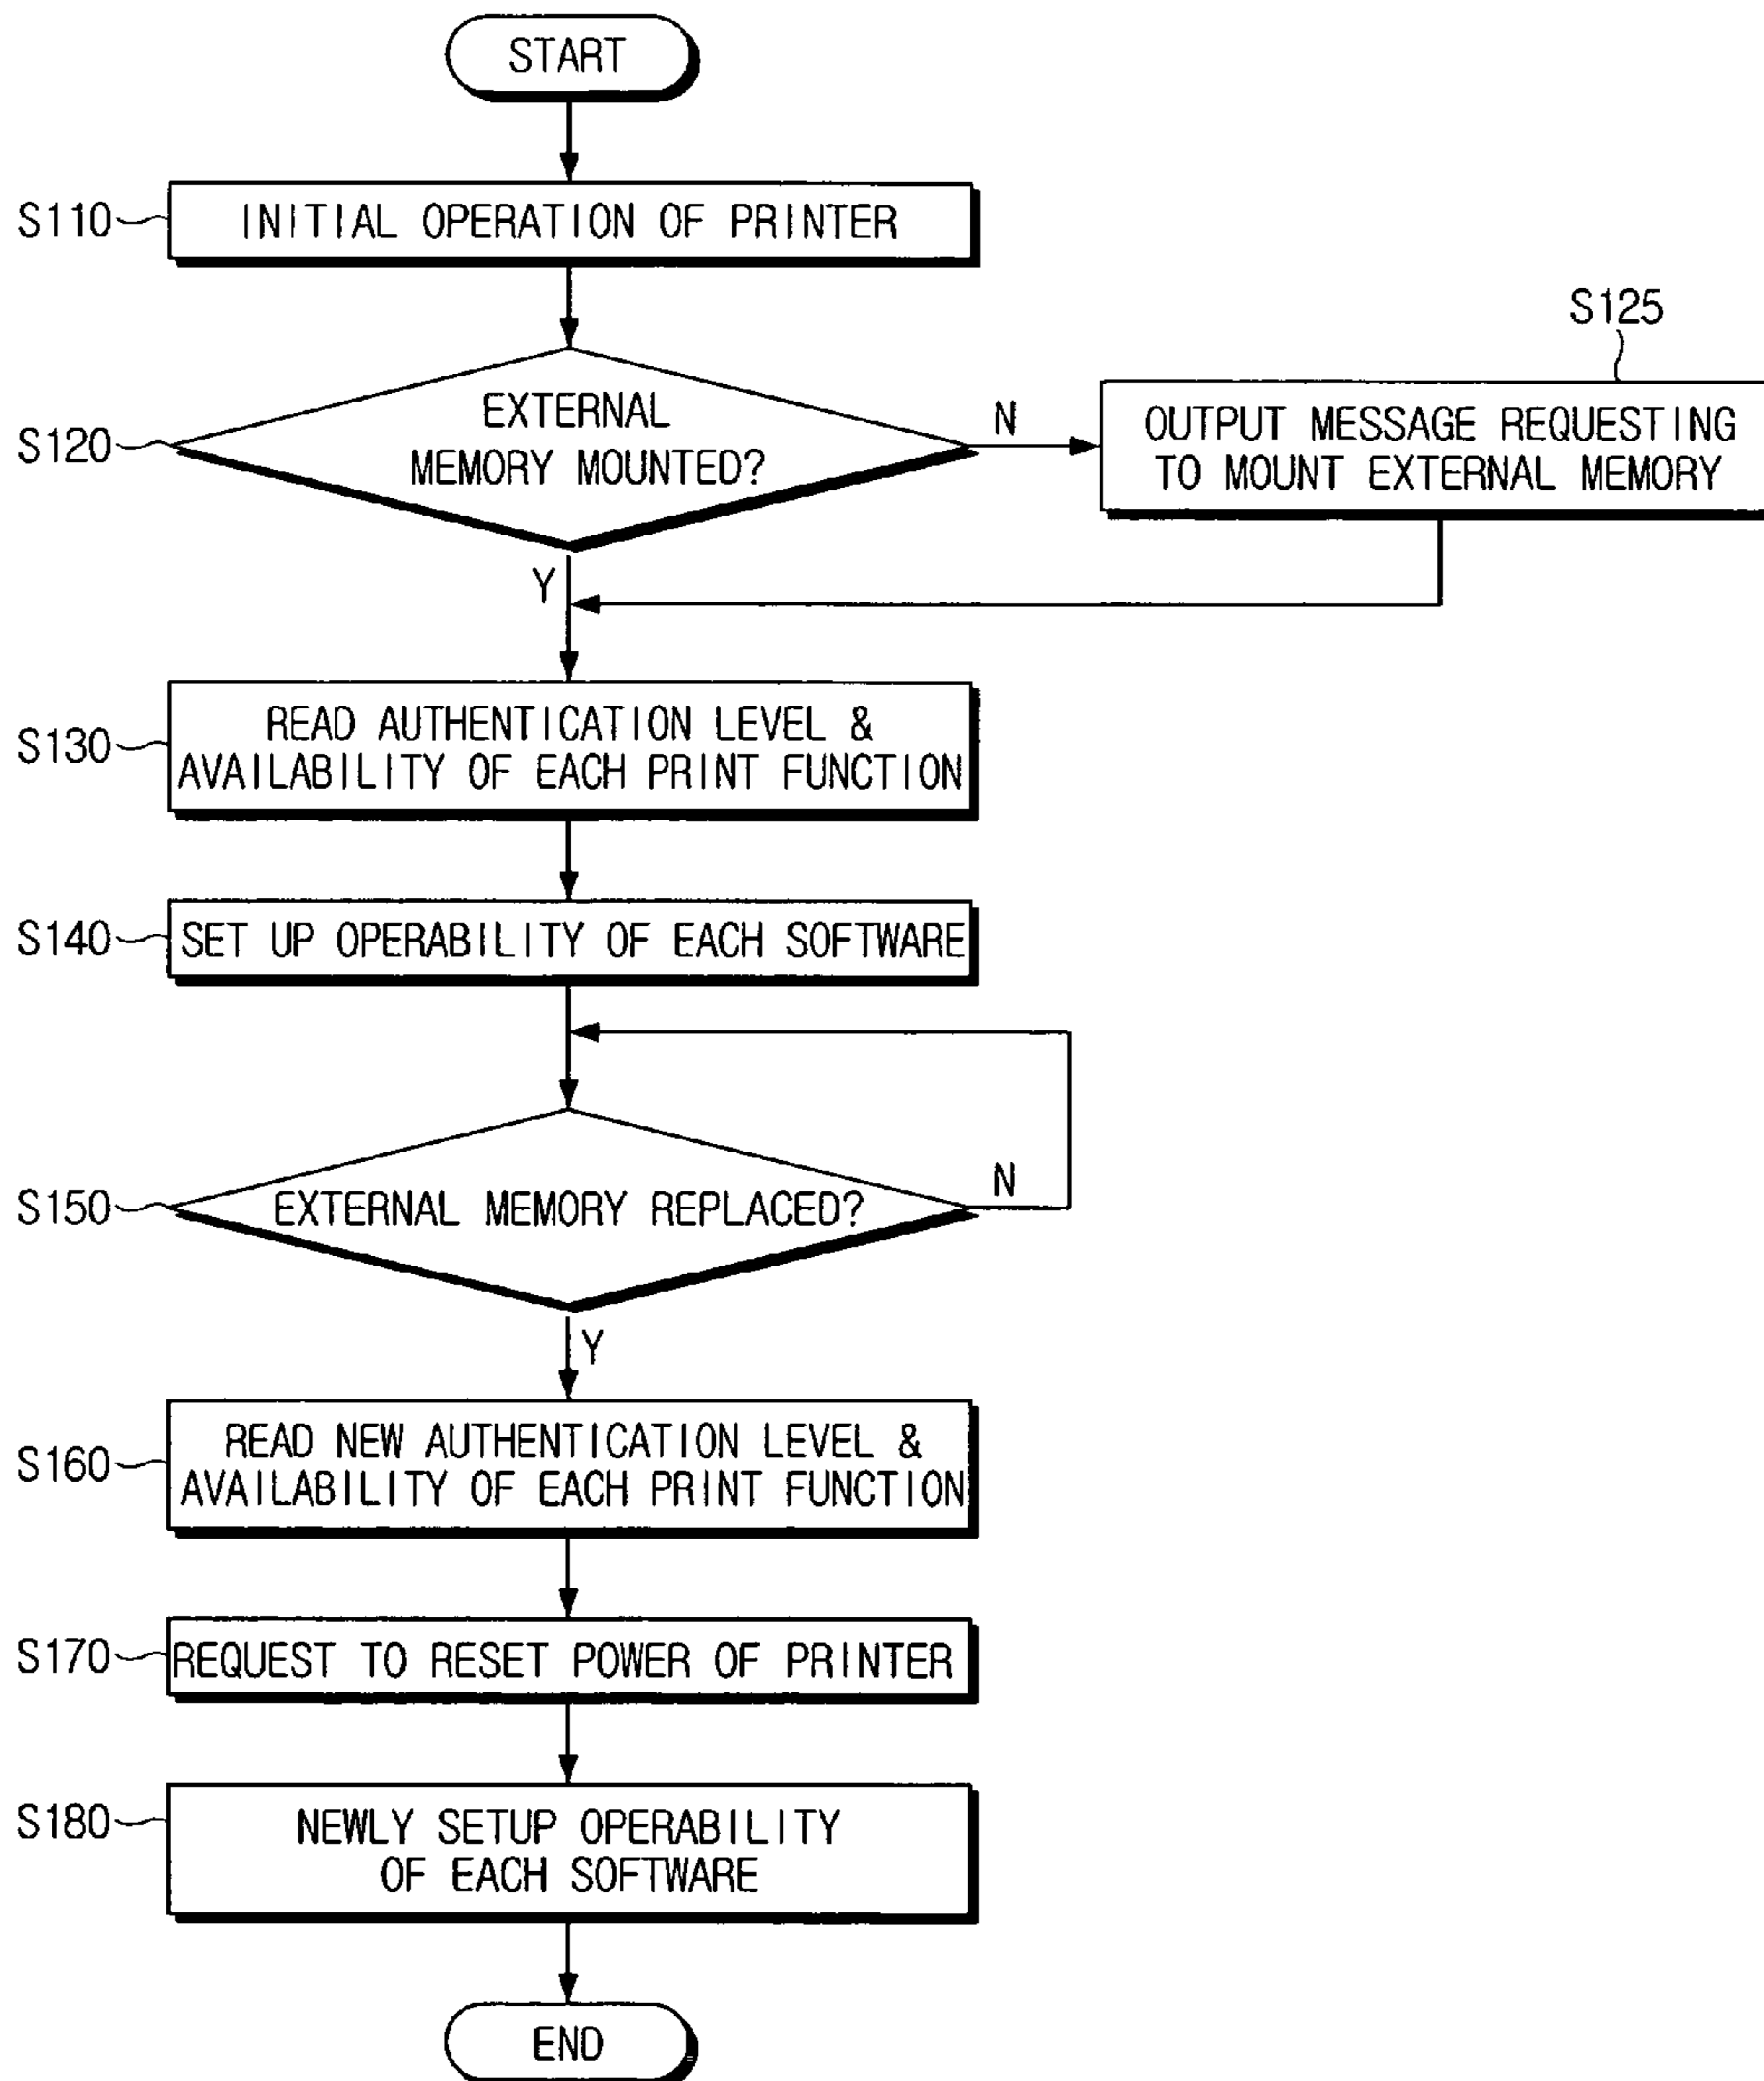 START
S110
INITIAL OPERATION OF PRINTER
S120
EXTERNAL
MEMORY MOUNTED?
N
S125
OUTPUT MESSAGE REQUESTING
TO MOUNT EXTERNAL MEMORY
Y
S130
READ AUTHENTICATION LEVEL &
AVAILABILITY OF EACH PRINT FUNCTION
S140
SET UP OPERABILITY OF EACH SOFTWARE
S150
EXTERNAL MEMORY REPLACED?
N
Y
S160
READ NEW AUTHENTICATION LEVEL &
AVAILABILITY OF EACH PRINT FUNCTION
S170
REQUEST TO RESET POWER OF PRINTER
S180
NEWLY SETUP OPERABILITY
OF EACH SOFTWARE
END